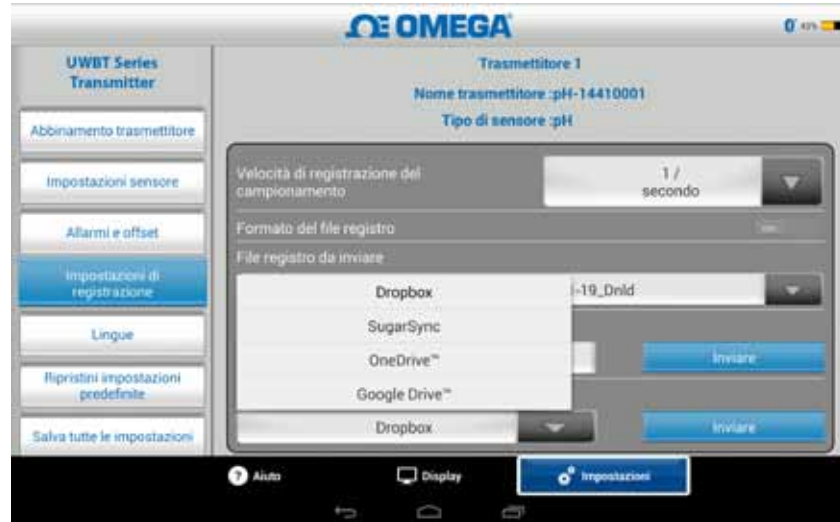 OMEGA
43%
UWBT Series
Transmitter
Abbinamento trasmettitore
Impostazioni sensore
Allarmi e offset
Impostazioni di
registrazione
Lingue
Ripristini impostazioni
predefinite
Salva tutte le impostazioni
Trasmettitore 1
Nome trasmettitore :pH-14410001
Tipo di sensore :pH
Velocità di registrazione del
campionamento
1 /
secondo
Formato del file registro
File registro da inviare
-19_Dnld
Dropbox
SugarSync
OneDrive™
Google Drive™
Inviare
Dropbox
Inviare
Aiuto
Display
Impostazioni